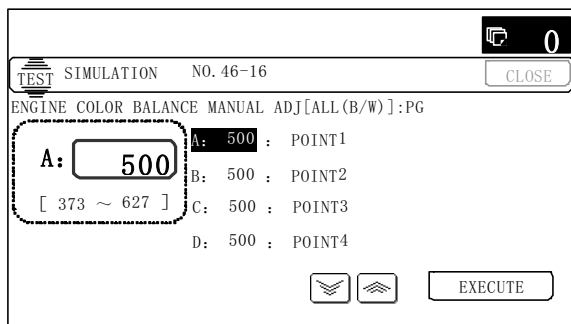 0
TEST SIMULATION NO.46-16 CLOSE
ENGINE COLOR BALANCE MANUAL ADJ[ALL(B/W)]:PG
A: 500
[ 373 ～ 627 ]
A: 500 : POINT1
B: 500 : POINT2
C: 500 : POINT3
D: 500 : POINT4
EXECUTE